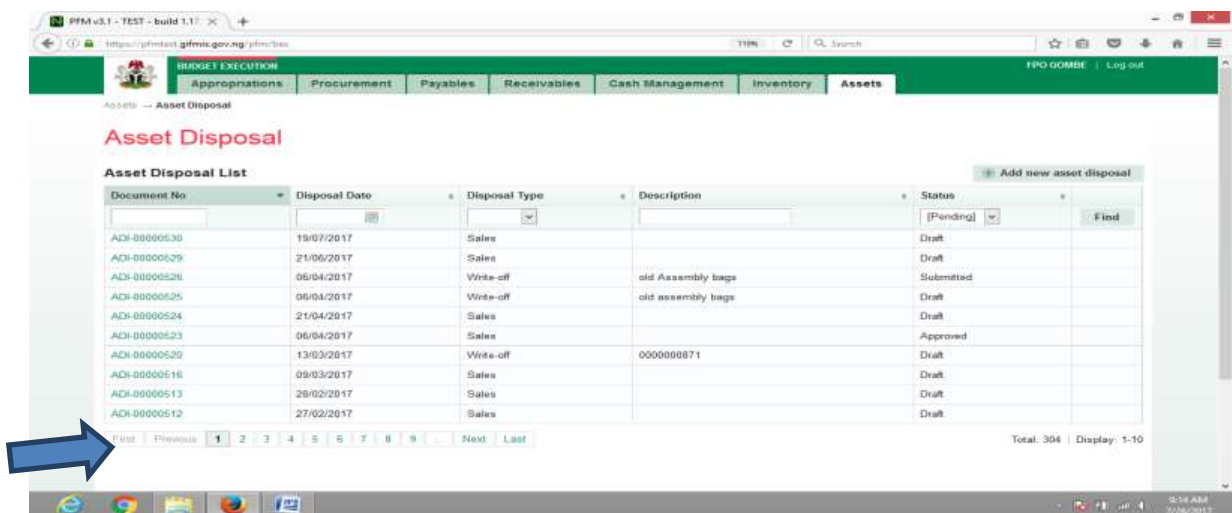 PFM v3.1 - TEST - build 1.17
https://pfmtest.gifmis.gov.ng/pfm/bec 110% Search
BUDGET EXECUTION FPO GOMBE | Log out
Appropriations Procurement Payables Receivables Cash Management Inventory Assets
Assets → Asset Disposal
Asset Disposal
Asset Disposal List Add new asset disposal
Document No Disposal Date Disposal Type Description Status
[Pending] Find
ADI-00000530 19/07/2017 Sales Draft
ADI-00000529 21/06/2017 Sales Draft
ADI-00000526 06/04/2017 Write-off old Assembly bags Submitted
ADI-00000525 06/04/2017 Write-off old assembly bags Draft
ADI-00000524 21/04/2017 Sales Draft
ADI-00000523 06/04/2017 Sales Approved
ADI-00000520 13/03/2017 Write-off 0000000871 Draft
ADI-00000516 09/03/2017 Sales Draft
ADI-00000513 28/02/2017 Sales Draft
ADI-00000512 27/02/2017 Sales Draft
First Previous 1 2 3 4 5 6 7 8 9 ... Next Last Total: 304 | Display: 1-10
9:14 AM